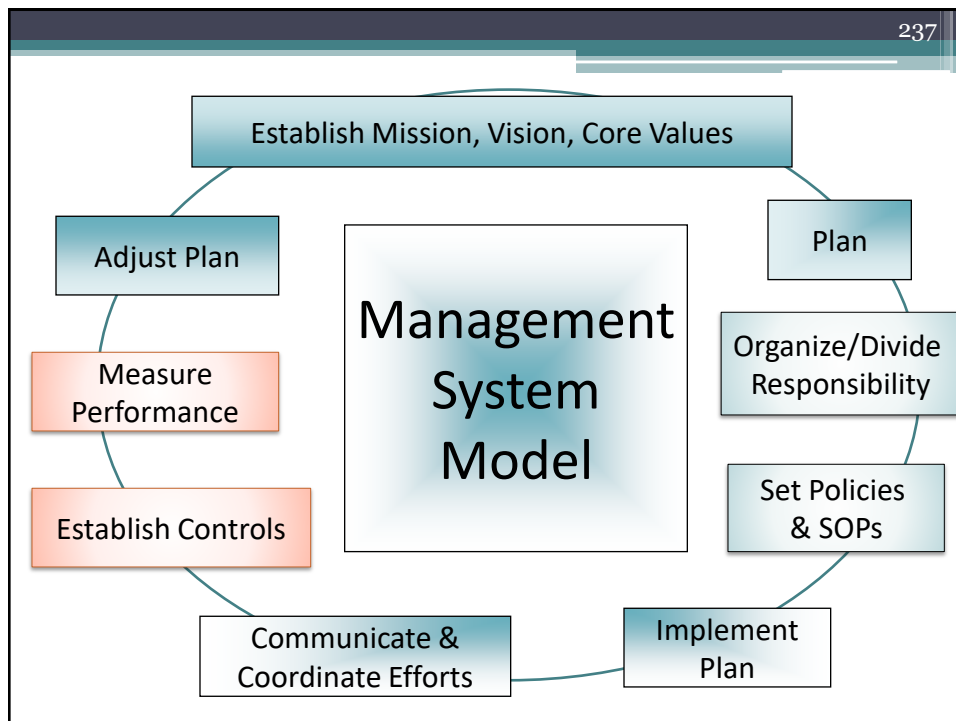 237
Establish Mission, Vision, Core Values
Plan
Organize/Divide
Responsibility
Set Policies
& SOPs
Implement
Plan
Communicate &
Coordinate Efforts
Establish Controls
Measure
Performance
Adjust Plan
Management
System
Model